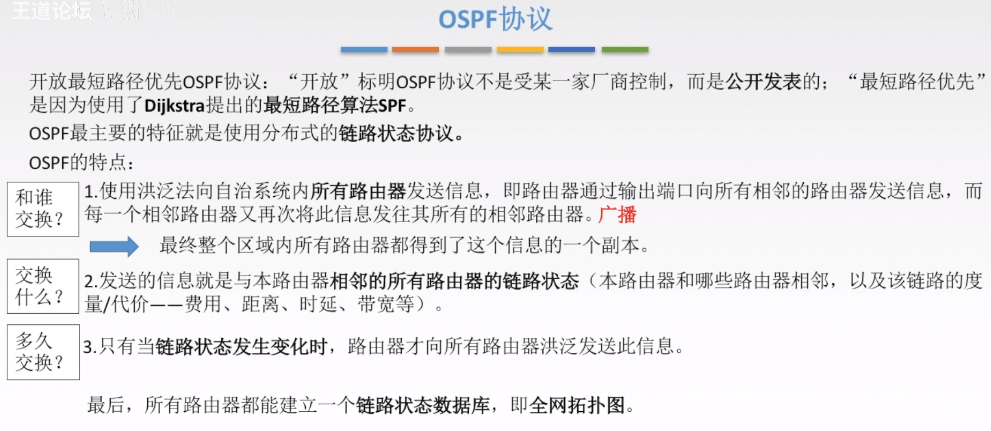 王道论坛
OSPF协议
开放最短路径优先OSPF协议：“开放”标明OSPF协议不是受某一家厂商控制，而是公开发表的；“最短路径优先”
是因为使用了Dijkstra提出的最短路径算法SPF。
OSPF最主要的特征就是使用分布式的链路状态协议。
OSPF的特点：
和谁
交换？
1.使用洪泛法向自治系统内所有路由器发送信息，即路由器通过输出端口向所有相邻的路由器发送信息，而
每一个相邻路由器又再次将此信息发往其所有的相邻路由器。广播
最终整个区域内所有路由器都得到了这个信息的一个副本。
交换
什么？
2.发送的信息就是与本路由器相邻的所有路由器的链路状态（本路由器和哪些路由器相邻，以及该链路的度
量/代价——费用、距离、时延、带宽等）。
多久
交换？
3.只有当链路状态发生变化时，路由器才向所有路由器洪泛发送此信息。
最后，所有路由器都能建立一个链路状态数据库，即全网拓扑图。